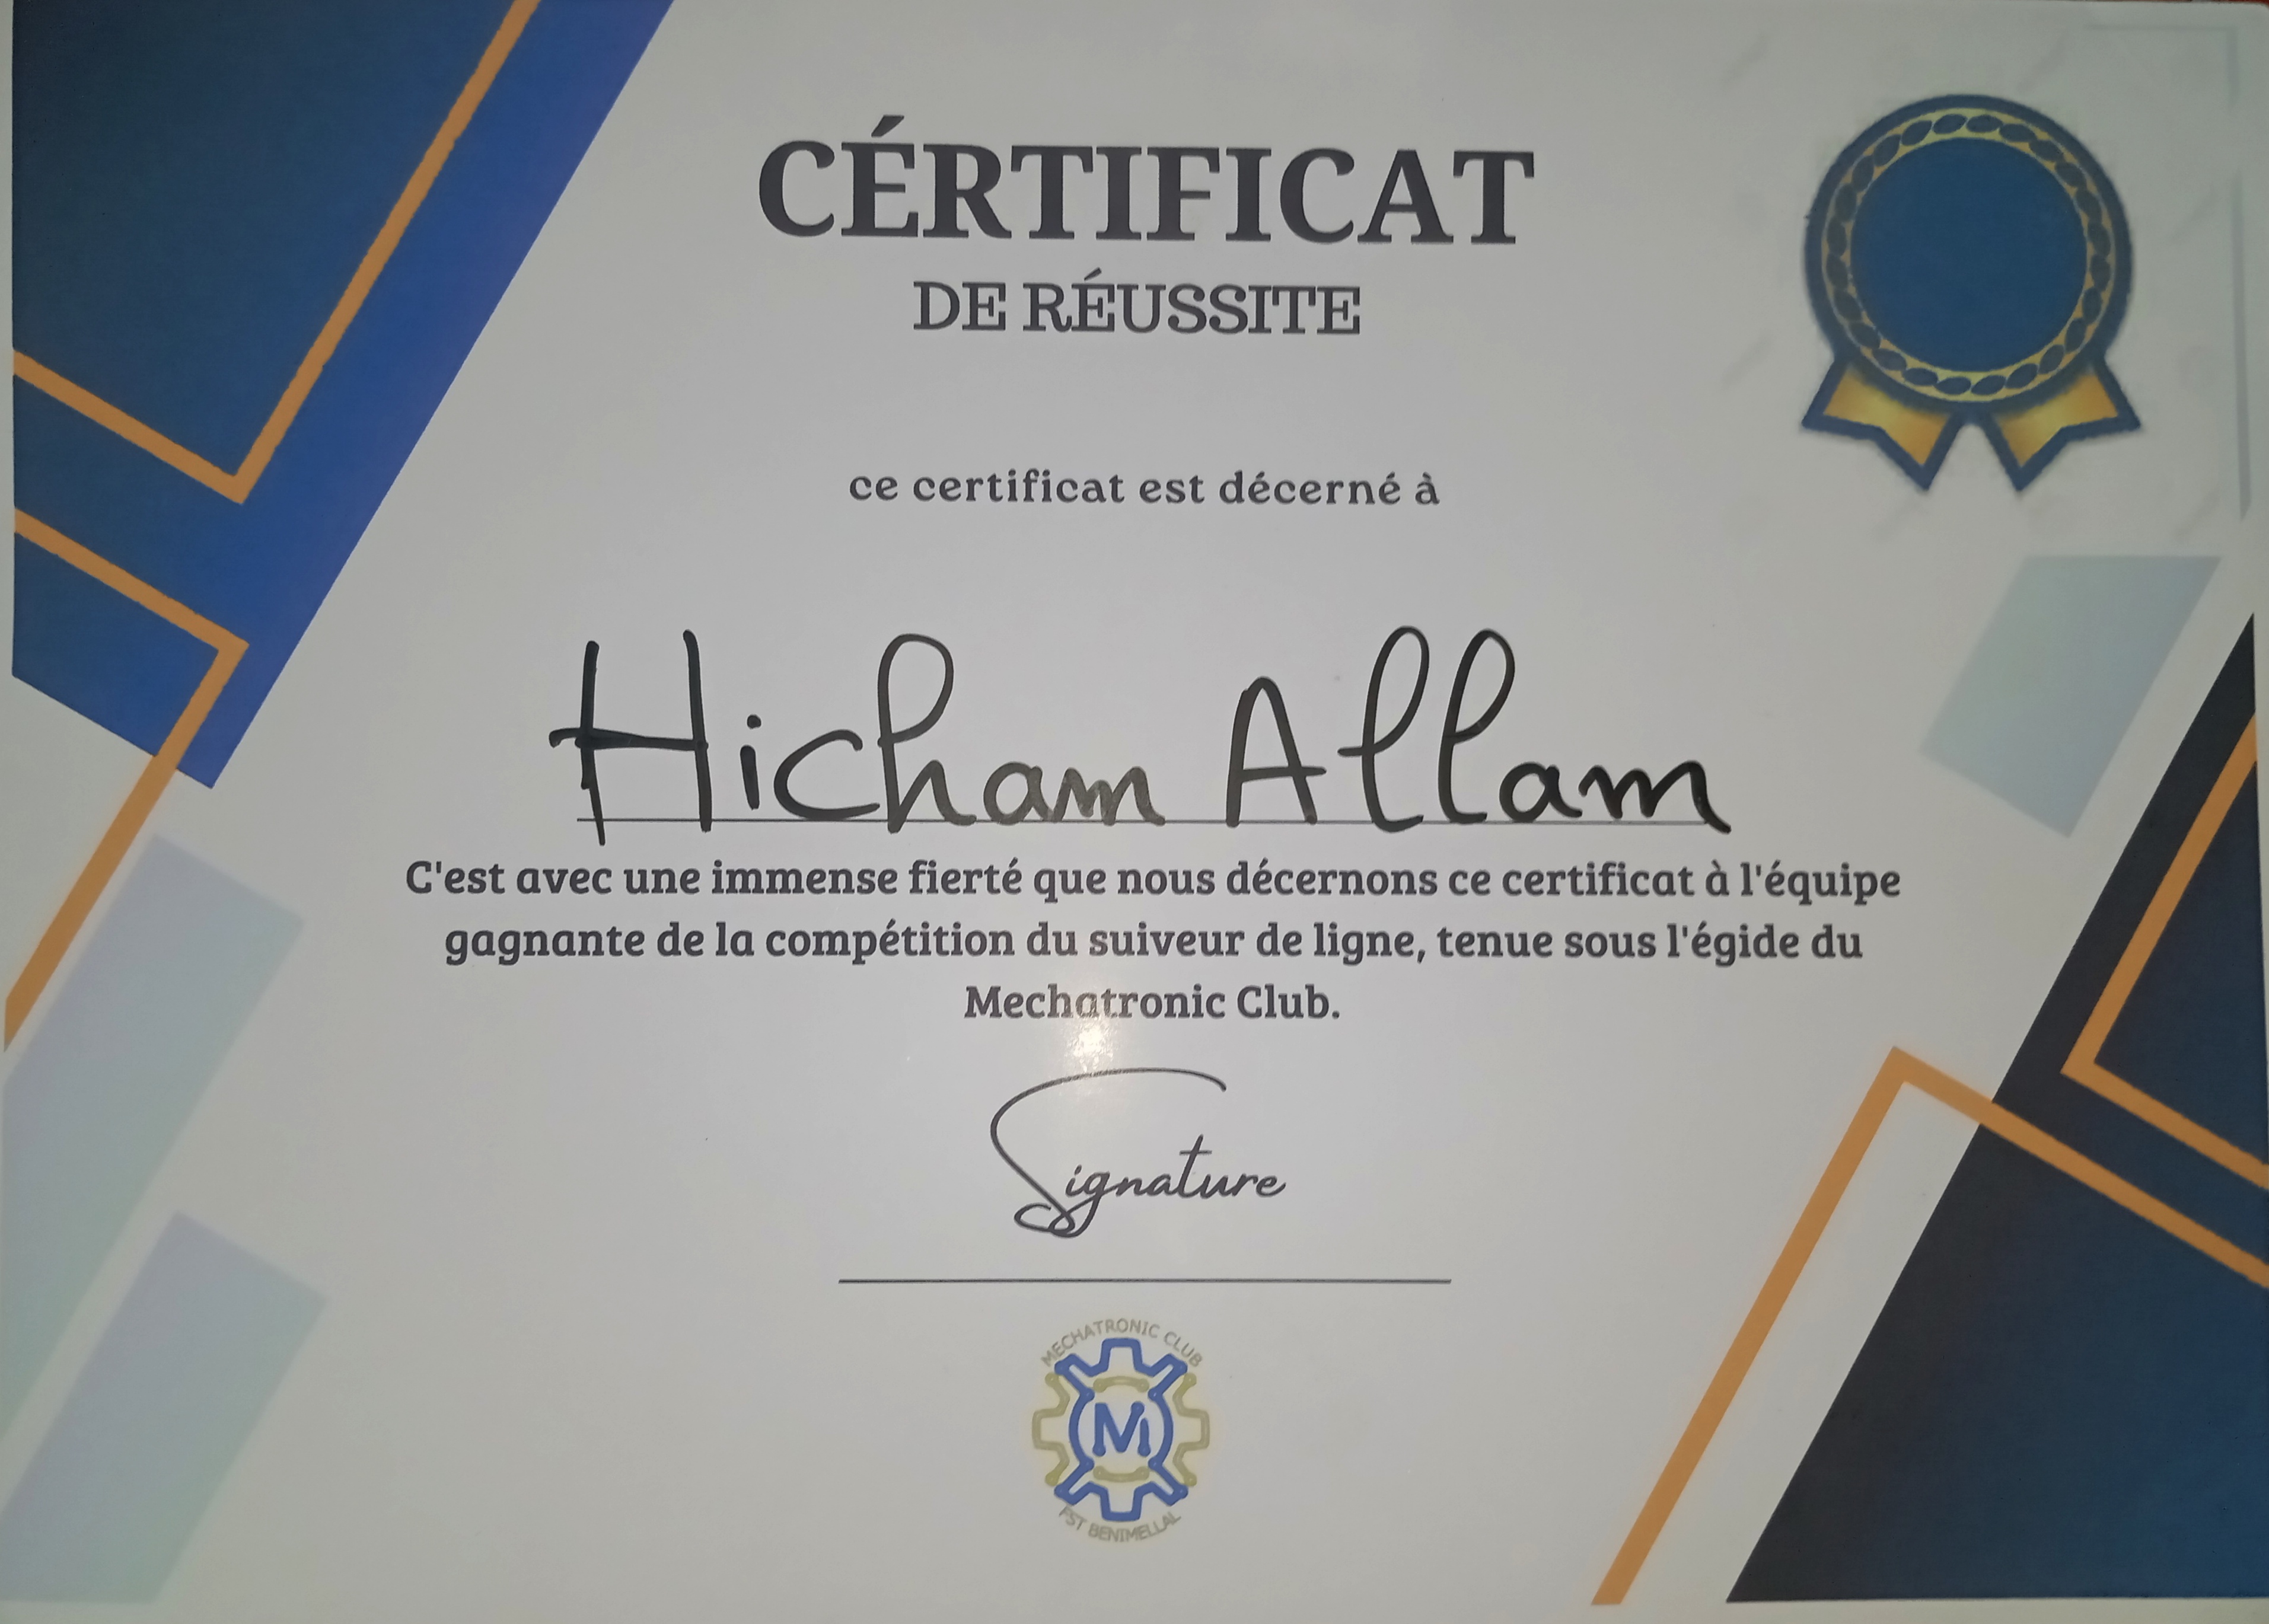 CÉRTIFICAT
DE RÉUSSITE
ce certificat est décerné à
Hicham Allam
C'est avec une immense fierté que nous décernons ce certificat à l'équipe
gagnante de la compétition du suiveur de ligne, tenue sous l'égide du
Mechatronic Club.
Signature
MECHATRONIC CLUB
M
FST BENIMELLAL